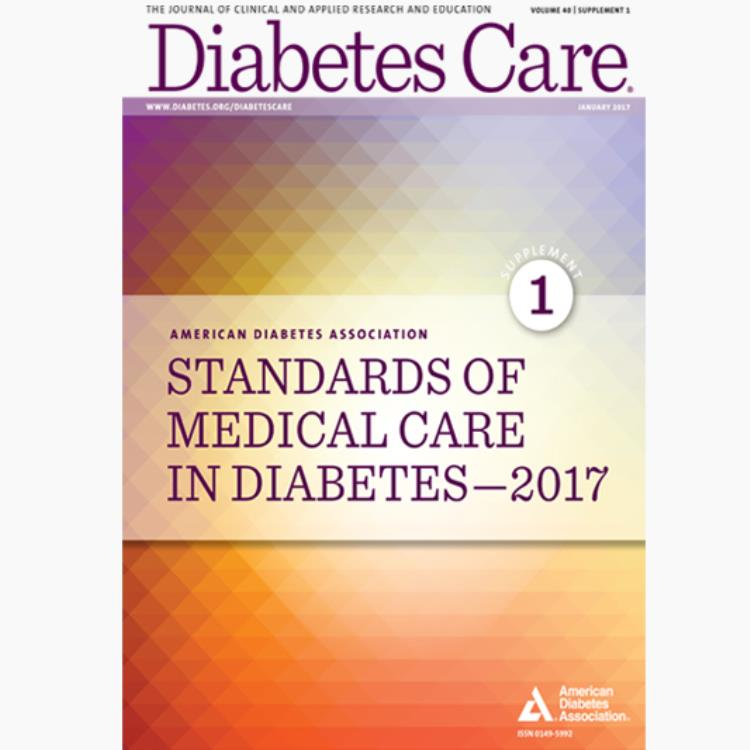 THE JOURNAL OF CLINICAL AND APPLIED RESEARCH AND EDUCATION
VOLUME 40 | SUPPLEMENT 1
Diabetes Care®
WWW.DIABETES.ORG/DIABETESCARE
JANUARY 2017
SUPPLEMENT
1
AMERICAN DIABETES ASSOCIATION
STANDARDS OF
MEDICAL CARE
IN DIABETES—2017
American
Diabetes
Association®
ISSN 0149-5992